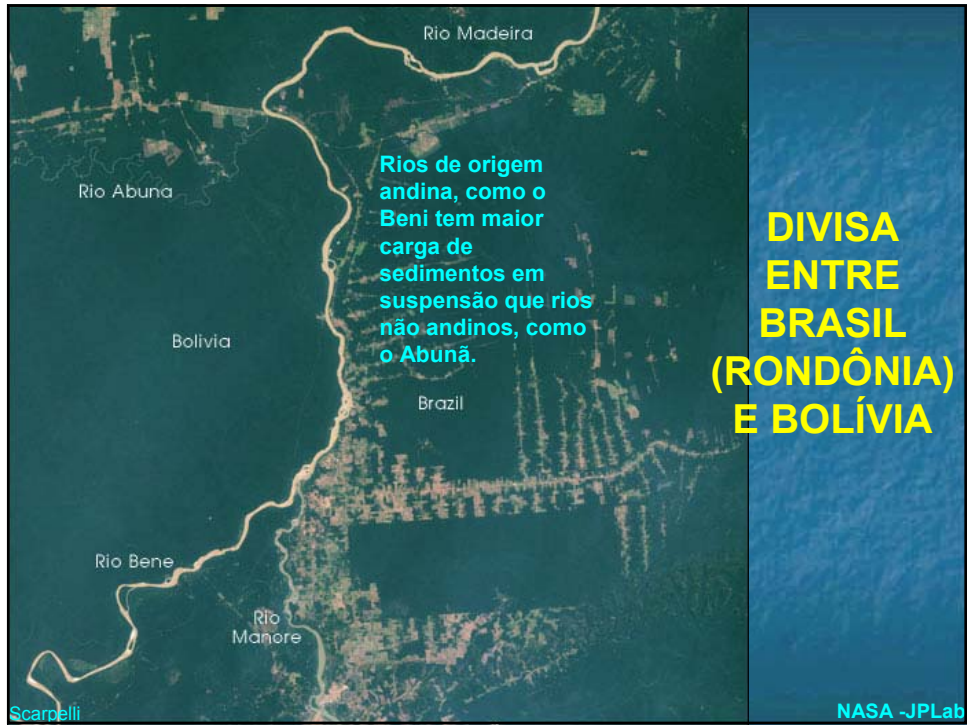 Rio Madeira
Rio Abuna
Rios de origem
andina, como o
Beni tem maior
carga de
sedimentos em
suspensão que rios
não andinos, como
o Abunã.
Bolivia
Brazil
Rio Bene
Rio
Manore
DIVISA
ENTRE
BRASIL
(RONDÔNIA)
E BOLÍVIA
Scarpelli
NASA -JPLab